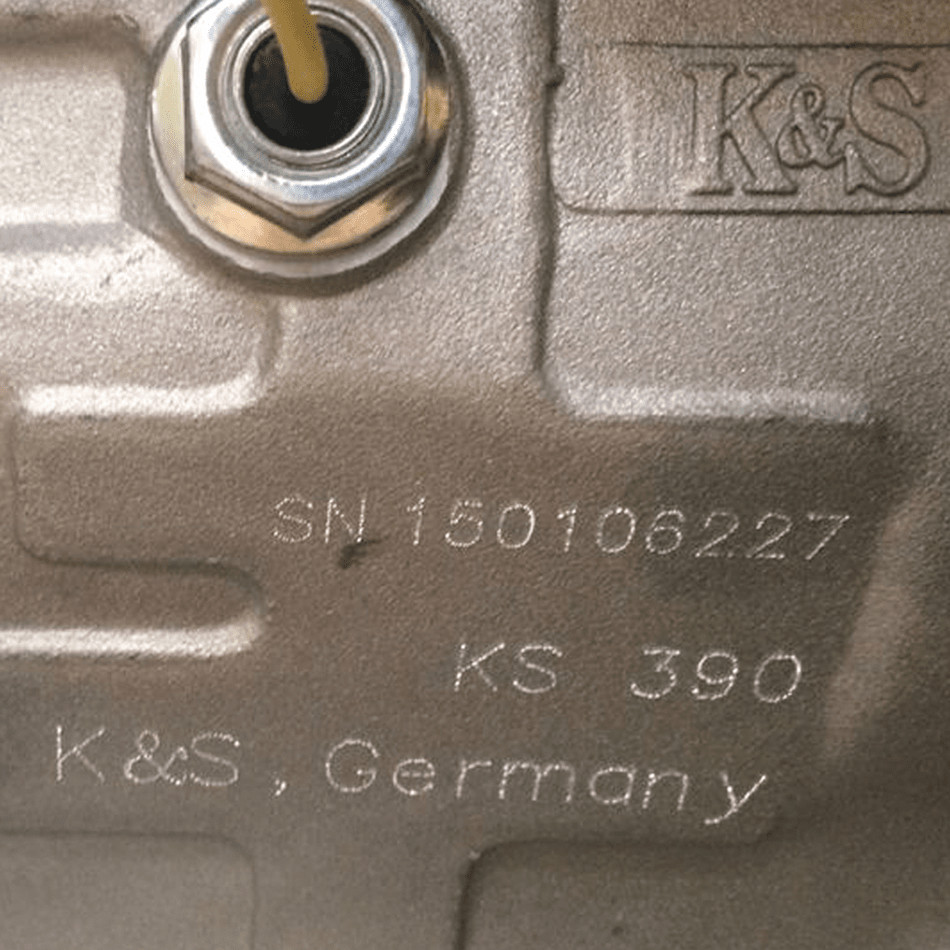 K&S
SN 150106227
KS 390
K&S, Germany